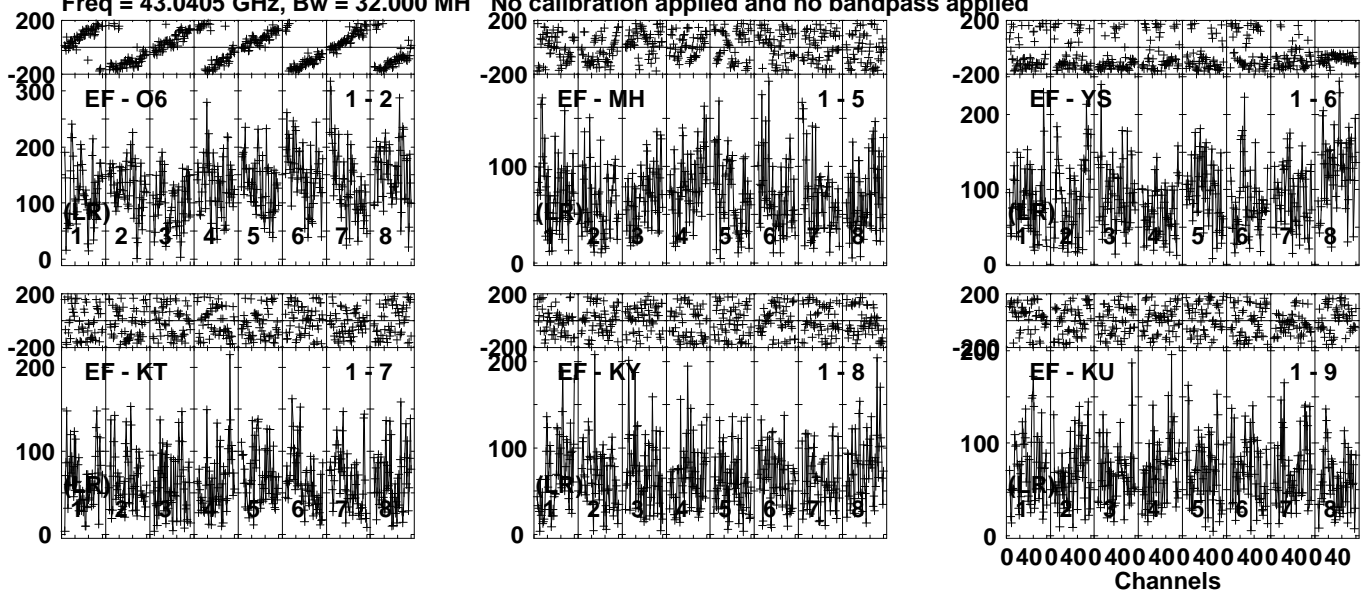 Freq = 43.0405 GHz, Bw = 32.000 MH No calibration applied and no bandpass applied
200
-200
300
200
100
0
EF - O6 1 - 2
(LR)
1 2 3 4 5 6 7 8
200
-200
100
0
EF - MH 1 - 5
(LR)
1 2 3 4 5 6 7 8
200
-200
200
100
0
EF - YS 1 - 6
(LR)
1 2 3 4 5 6 7 8
200
-200
200
100
0
EF - KT 1 - 7
(LR)
1 2 3 4 5 6 7 8
200
-200
200
100
0
EF - KY 1 - 8
(LR)
1 2 3 4 5 6 7 8
200
-200
200
100
0
EF - KU 1 - 9
(LR)
1 2 3 4 5 6 7 8
0 40 0 40 0 40 0 40 0 40 0 40 0 40 0 40
Channels